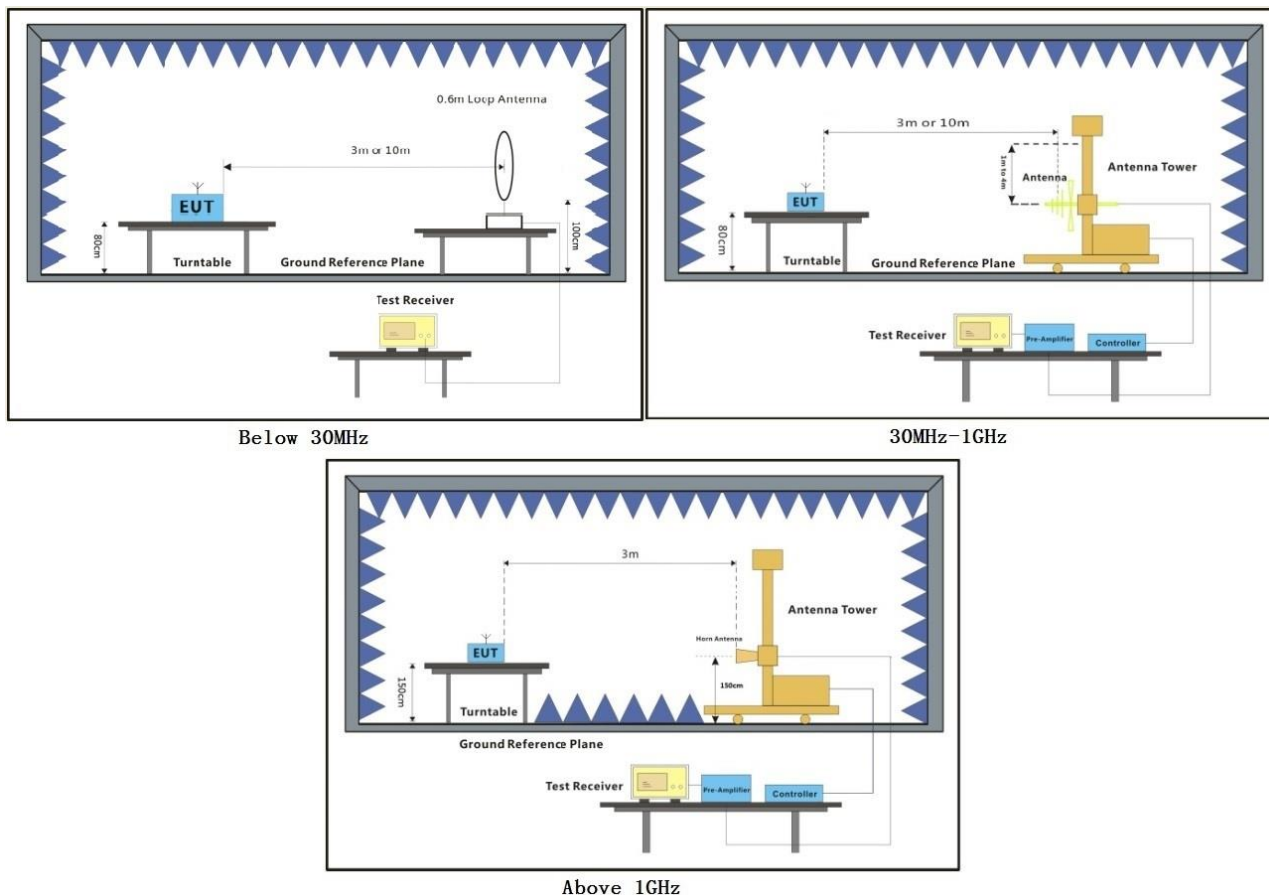 0.6m Loop Antenna
3m or 10m
EUT
80cm
100cm
Turntable
Ground Reference Plane
Test Receiver
Below 30MHz
3m or 10m
1m to 4m
Antenna
Antenna Tower
EUT
80cm
Turntable
Ground Reference Plane
Test Receiver
Pre-Amplifier
Controller
30MHz-1GHz
3m
Antenna Tower
Horn Antenna
EUT
150cm
150cm
Turntable
Ground Reference Plane
Test Receiver
Pre-Amplifier
Controller
Above 1GHz